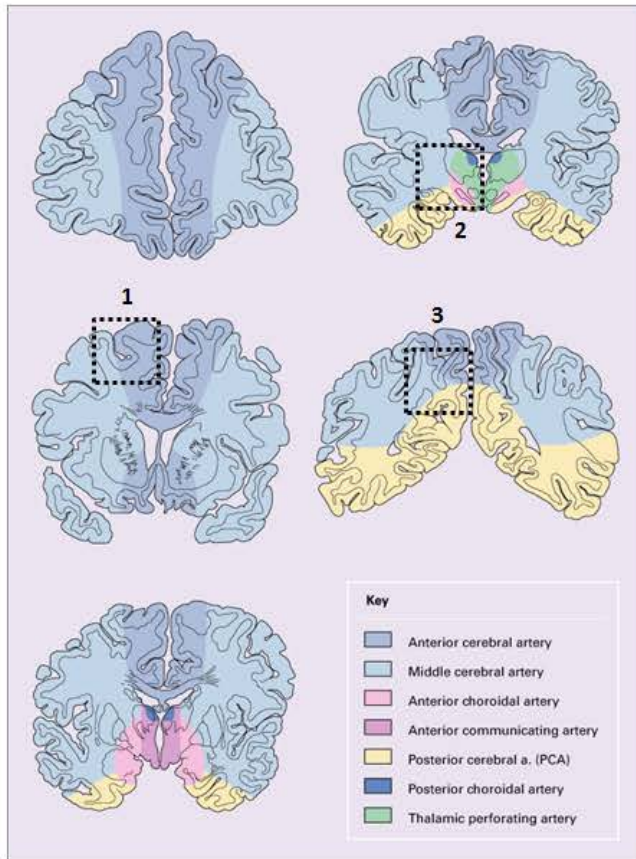 2
1
3
Key
Anterior cerebral artery
Middle cerebral artery
Anterior choroidal artery
Anterior communicating artery
Posterior cerebral a. (PCA)
Posterior choroidal artery
Thalamic perforating artery